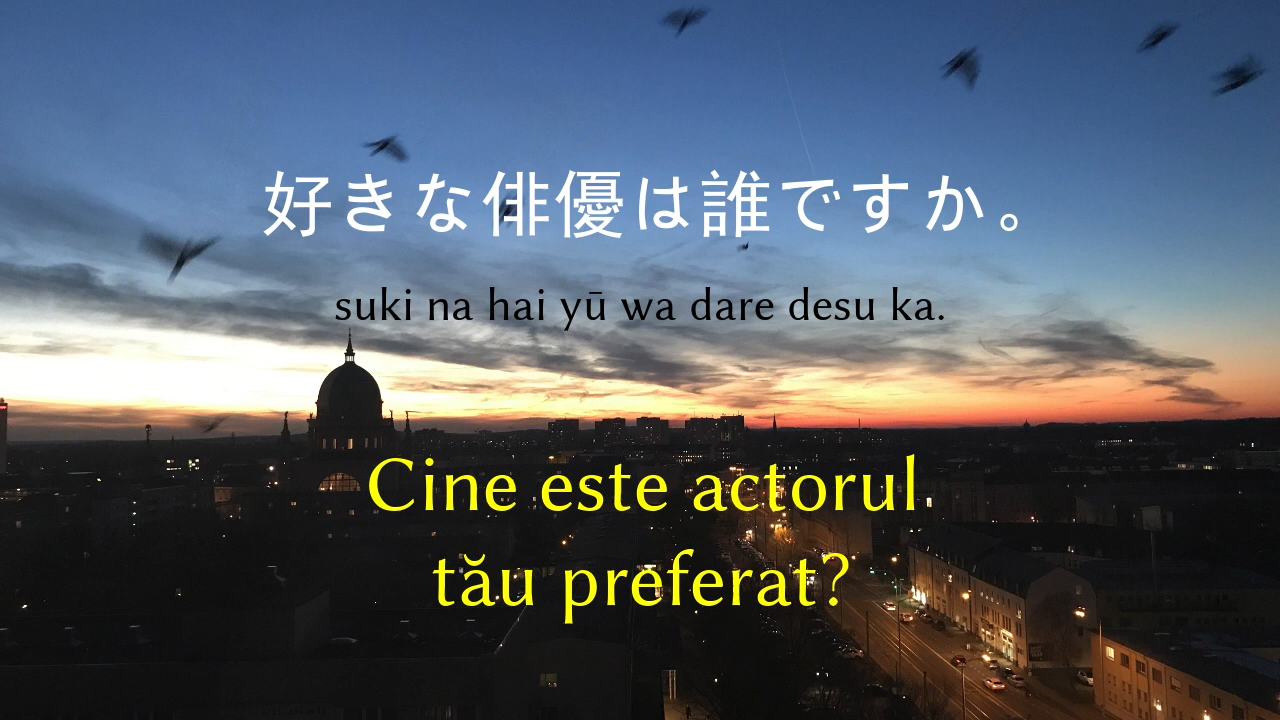 好きな俳優は誰ですか。
suki na hai yū wa dare desu ka.
Cine este actorul
tău preferat?